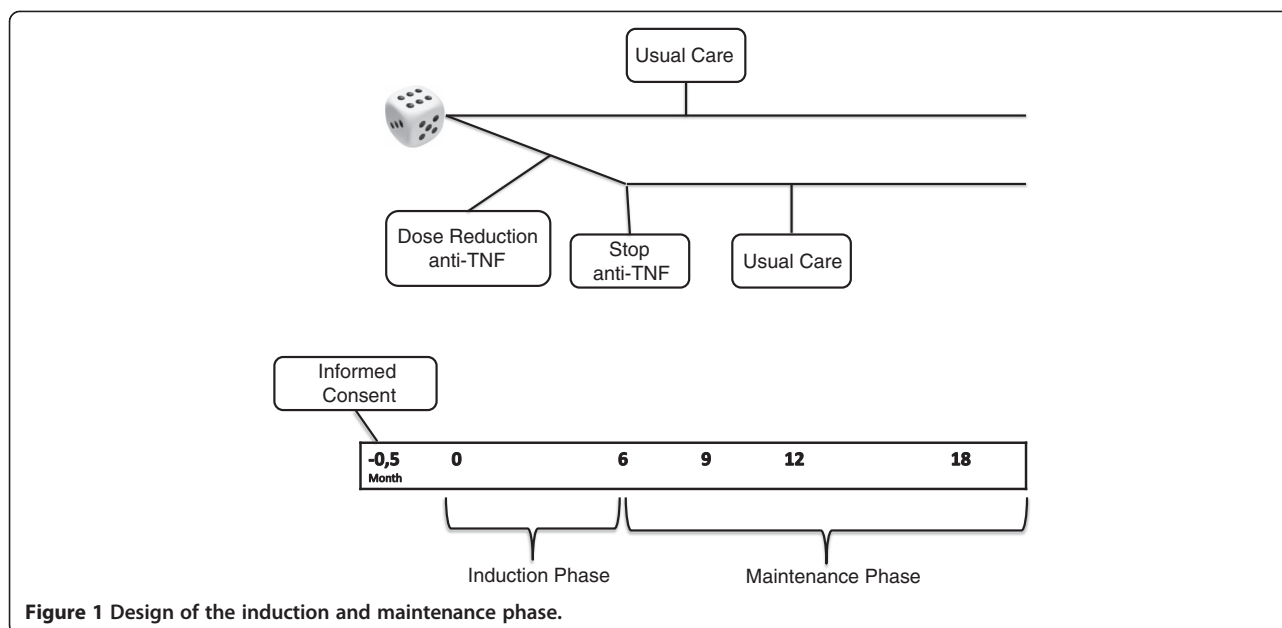 Usual Care
Dose Reduction
anti-TNF
Stop
anti-TNF
Usual Care
Informed
Consent
-0,5 0 6 9 12 18
Month
Induction Phase Maintenance Phase
Figure 1 Design of the induction and maintenance phase.